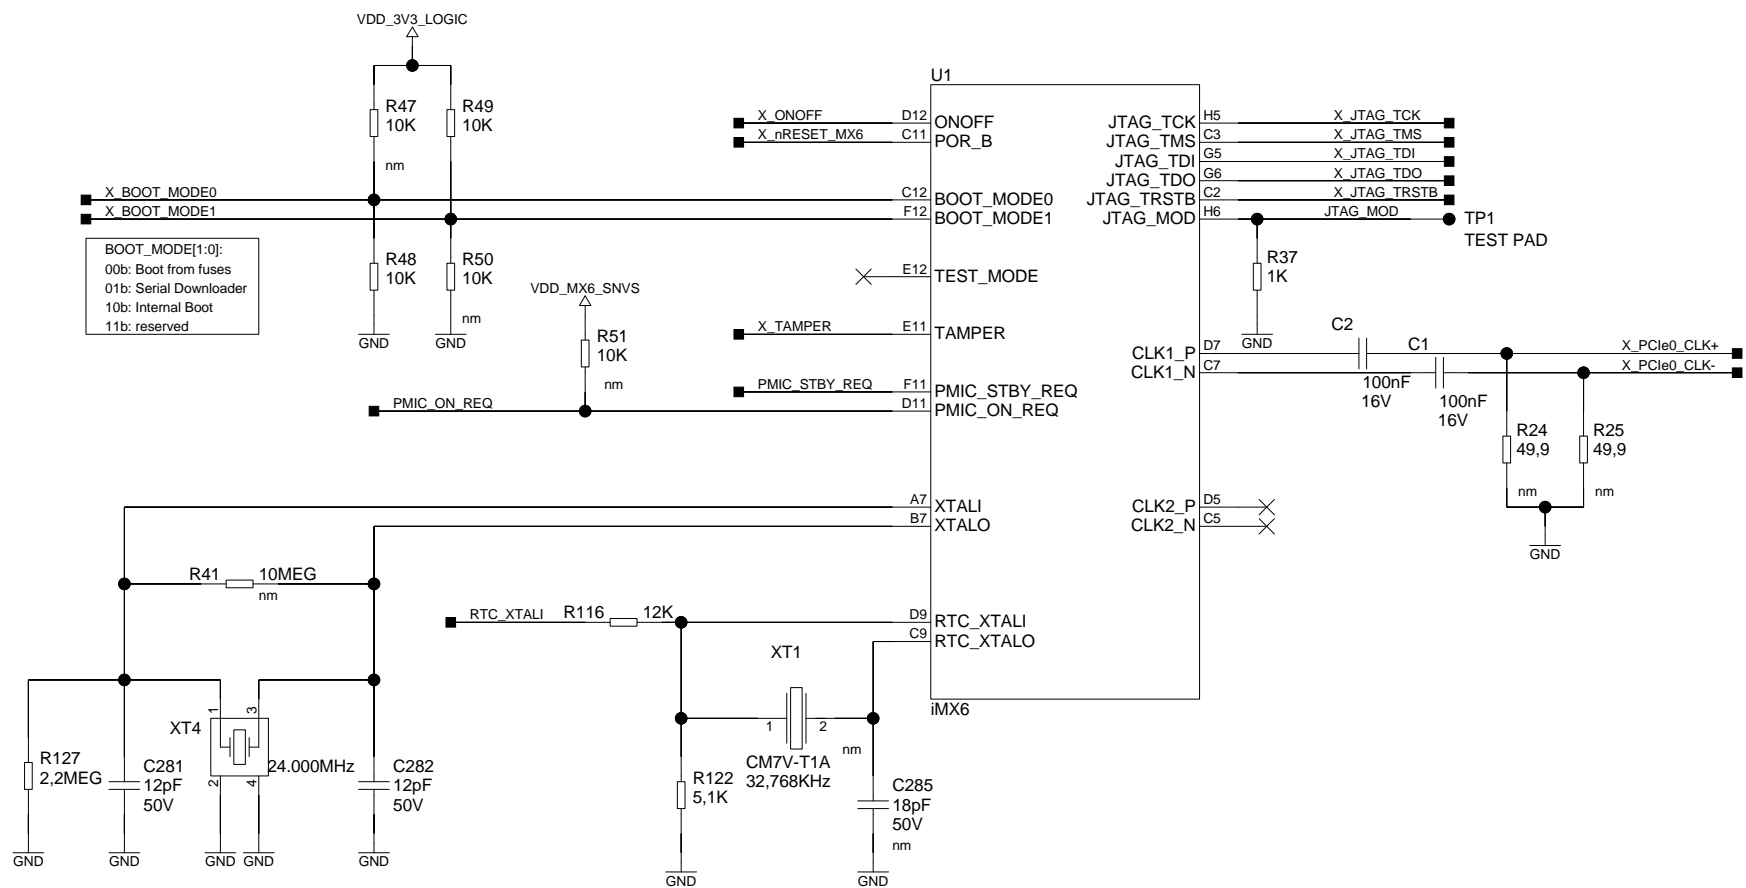 VDD_3V3_LOGIC
R47
10K
nm
R49
10K
X_BOOT_MODE0
X_BOOT_MODE1
BOOT_MODE[1:0]:
00b: Boot from fuses
01b: Serial Downloader
10b: Internal Boot
11b: reserved
R48
10K
GND
R50
10K
nm
GND
VDD_MX6_SNVS
R51
10K
nm
PMIC_ON_REQ
X_ONOFF
X_nRESET_MX6
X_TAMPER
PMIC_STBY_REQ
U1
D12 ONOFF
C11 POR_B
C12 BOOT_MODE0
F12 BOOT_MODE1
E12 TEST_MODE
E11 TAMPER
F11 PMIC_STBY_REQ
D11 PMIC_ON_REQ
A7 XTALI
B7 XTALO
D9 RTC_XTALI
C9 RTC_XTALO
iMX6
JTAG_TCK H5 X_JTAG_TCK
JTAG_TMS C3 X_JTAG_TMS
JTAG_TDI G5 X_JTAG_TDI
JTAG_TDO G6 X_JTAG_TDO
JTAG_TRSTB C2 X_JTAG_TRSTB
JTAG_MOD H6 JTAG_MOD
TP1
TEST PAD
R37
1K
GND
CLK1_P D7
CLK1_N C7
C2
100nF
16V
C1
100nF
16V
X_PCIe0_CLK+
X_PCIe0_CLK-
R24
49,9
nm
R25
49,9
nm
GND
CLK2_P D5
CLK2_N C5
R41 10MEG
nm
R127
2,2MEG
GND
C281
12pF
50V
GND
XT4
1
3
2
4
24.000MHz
GND
GND
C282
12pF
50V
GND
RTC_XTALI R116 12K
XT1
1 2
nm
CM7V-T1A
32,768KHz
R122
5,1K
GND
C285
18pF
50V
nm
GND